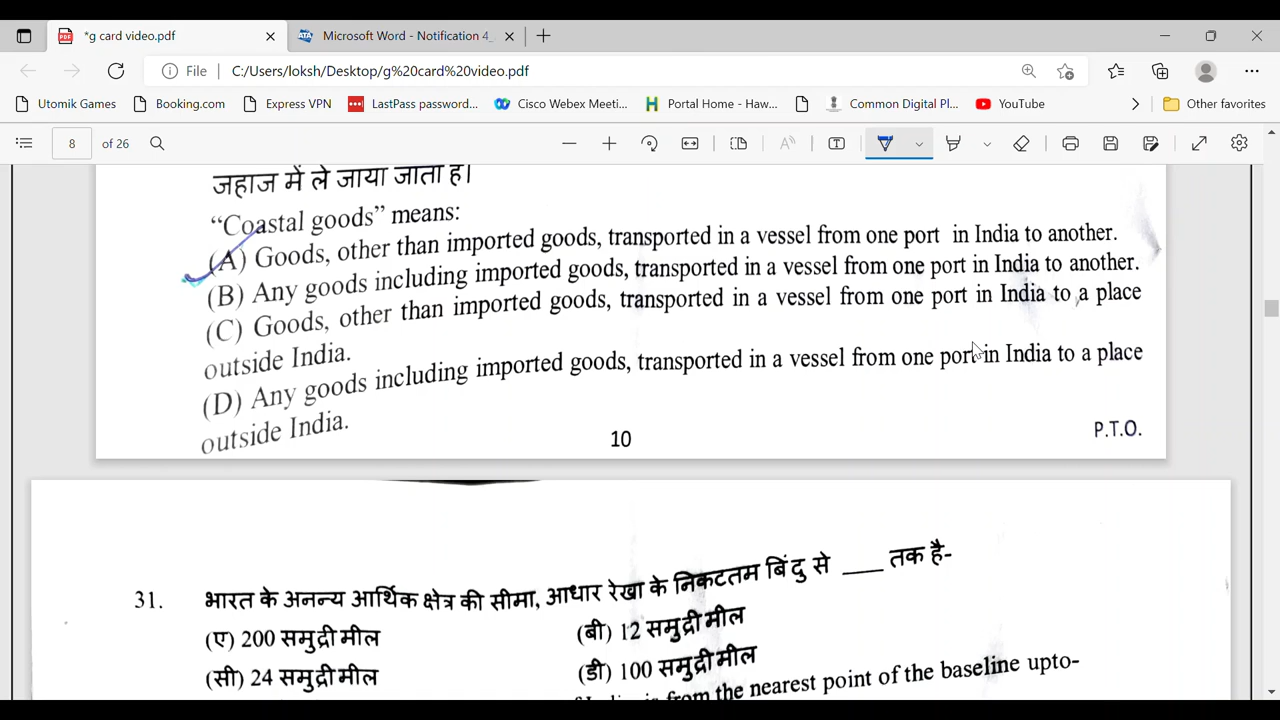 *g card video.pdf
Microsoft Word - Notification 4_
File
C:/Users/loksh/Desktop/g%20card%20video.pdf
Utomik Games
Booking.com
Express VPN
LastPass password...
Cisco Webex Meeti...
Portal Home - Haw...
Common Digital Pl...
YouTube
Other favorites
8 of 26
जहाज में ले जाया जाता है।
“Coastal goods” means:
(A) Goods, other than imported goods, transported in a vessel from one port in India to another.
(B) Any goods including imported goods, transported in a vessel from one port in India to another.
(C) Goods, other than imported goods, transported in a vessel from one port in India to a place
outside India.
(D) Any goods including imported goods, transported in a vessel from one port in India to a place
outside India.
10
P.T.O.
31. भारत के अनन्य आर्थिक क्षेत्र की सीमा, आधार रेखा के निकटतम बिंदु से ____ तक है-
(ए) 200 समुद्री मील (बी) 12 समुद्री मील
(सी) 24 समुद्री मील (डी) 100 समुद्री मील
from the nearest point of the baseline upto-